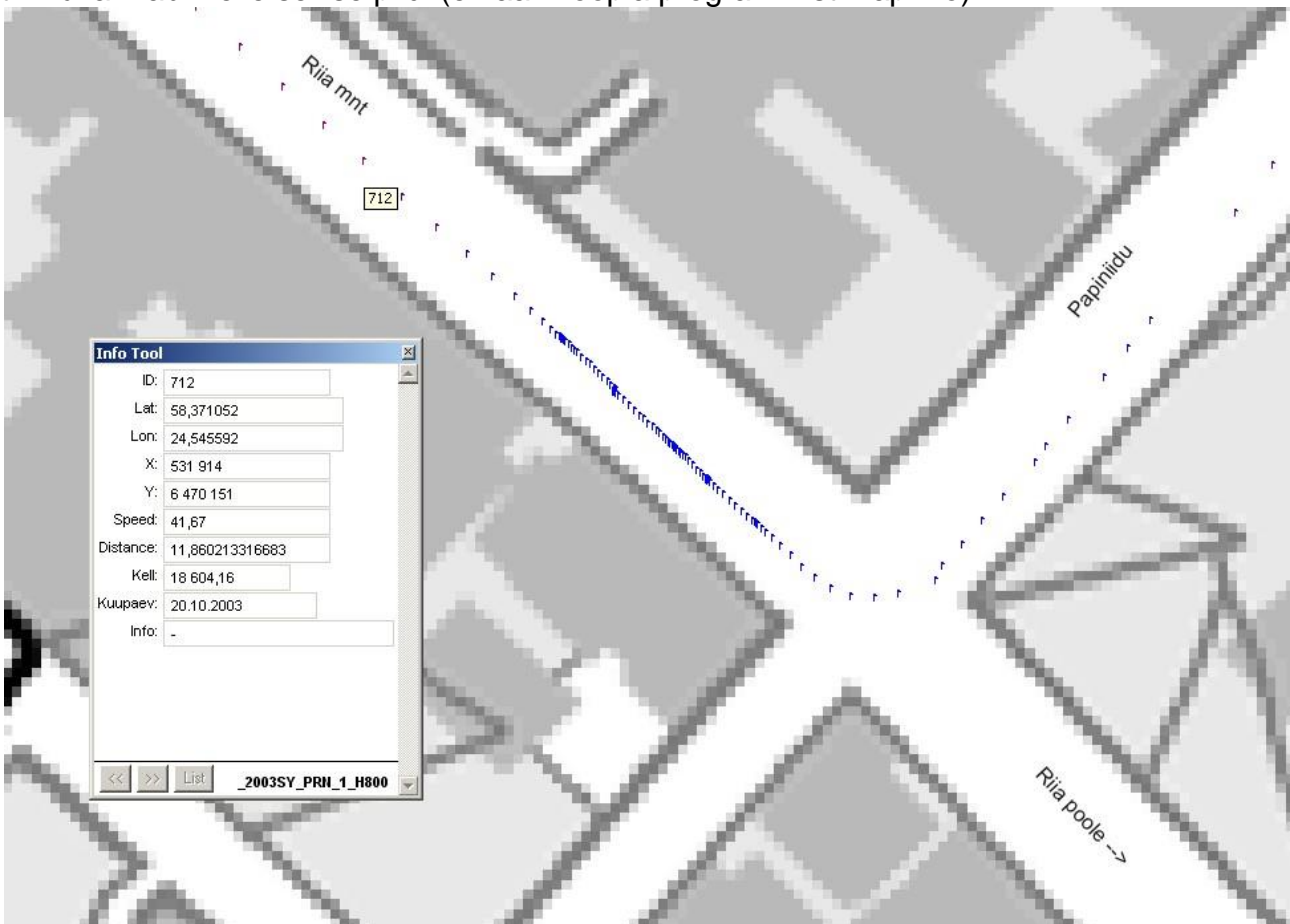 Riia mnt
712
Papiniidu
Info Tool
ID: 712
Lat: 58,371052
Lon: 24,545592
X: 531 914
Y: 6 470 151
Speed: 41,67
Distance: 11,860213316683
Kell: 18 604,16
Kuupaev: 20.10.2003
Info: -
<< >> List _2003SY_PRN_1_H800
Riia poole -->